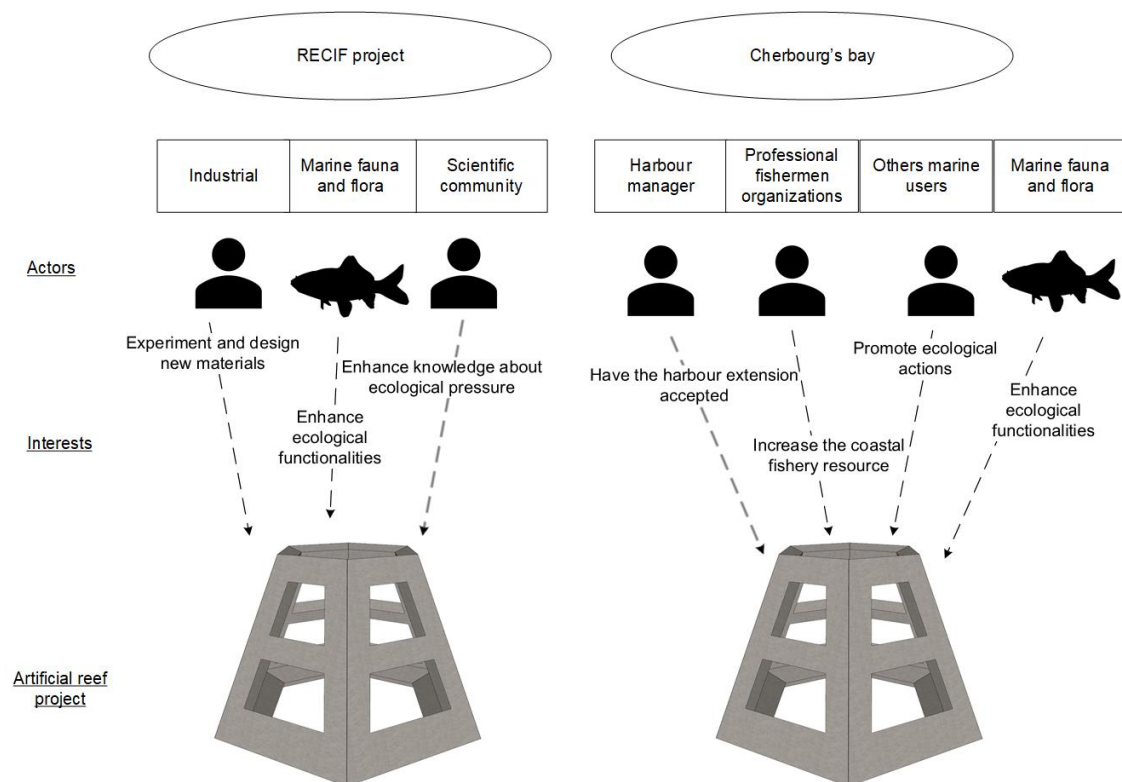 RECIF project
Cherbourg's bay
Industrial
Marine fauna
and flora
Scientific
community
Harbour
manager
Professional
fishermen
organizations
Others marine
users
Marine fauna
and flora
Actors
Experiment and design
new materials
Enhance knowledge about
ecological pressure
Enhance
ecological
functionalities
Have the harbour extension
accepted
Increase the coastal
fishery resource
Promote ecological
actions
Enhance
ecological
functionalities
Interests
Artificial reef
project